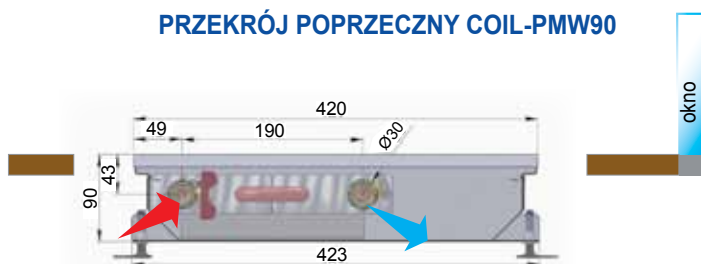 PRZEKRÓJ POPRZECZNY COIL-PMW90
okno
420
49
190
Ø30
43
90
423